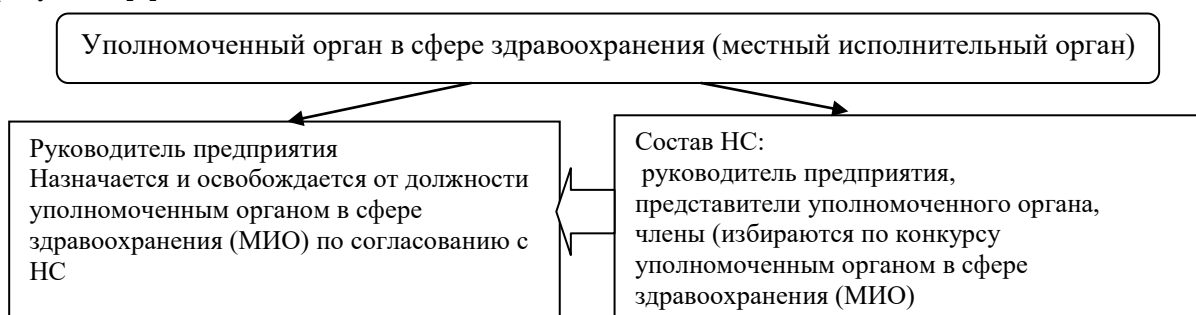 Уполномоченный орган в сфере здравоохранения (местный исполнительный орган)
Руководитель предприятия
Назначается и освобождается от должности
уполномоченным органом в сфере
здравоохранения (МИО) по согласованию с
НС
Состав НС:
руководитель предприятия,
представители уполномоченного органа,
члены (избираются по конкурсу
уполномоченным органом в сфере
здравоохранения (МИО)